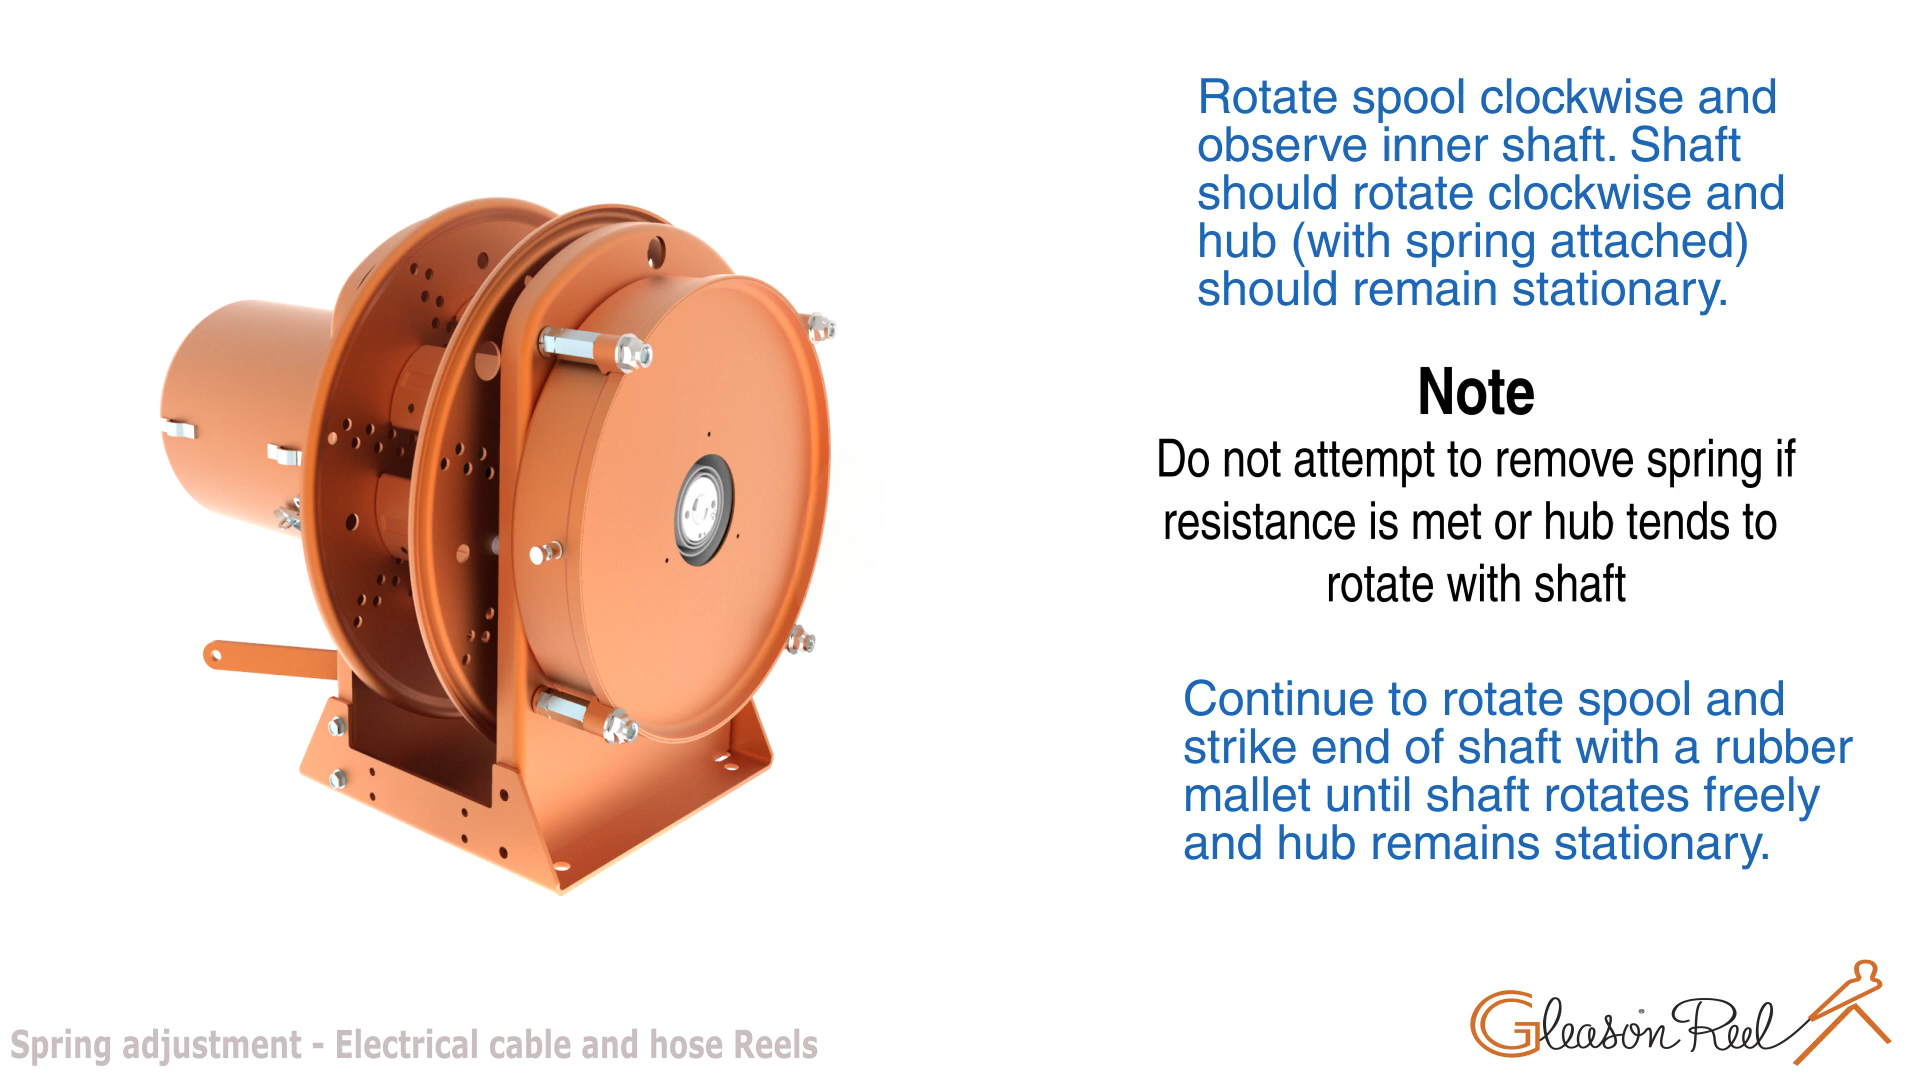 Rotate spool clockwise and
observe inner shaft. Shaft
should rotate clockwise and
hub (with spring attached)
should remain stationary.
Note
Do not attempt to remove spring if
resistance is met or hub tends to
rotate with shaft
Continue to rotate spool and
strike end of shaft with a rubber
mallet until shaft rotates freely
and hub remains stationary.
Spring adjustment - Electrical cable and hose Reels
Gleason Reel